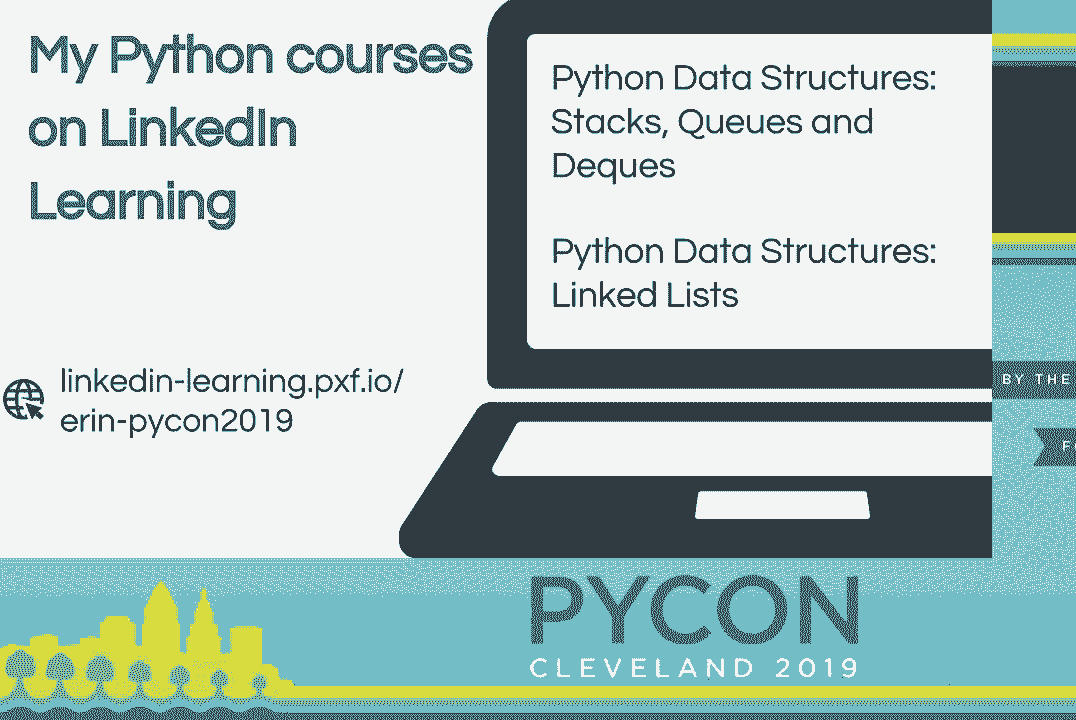 My Python courses
on LinkedIn
Learning
Python Data Structures:
Stacks, Queues and
Deques
Python Data Structures:
Linked Lists
linkedin-learning.pxf.io/
erin-pycon2019
BY THE
PYCON
CLEVELAND 2019